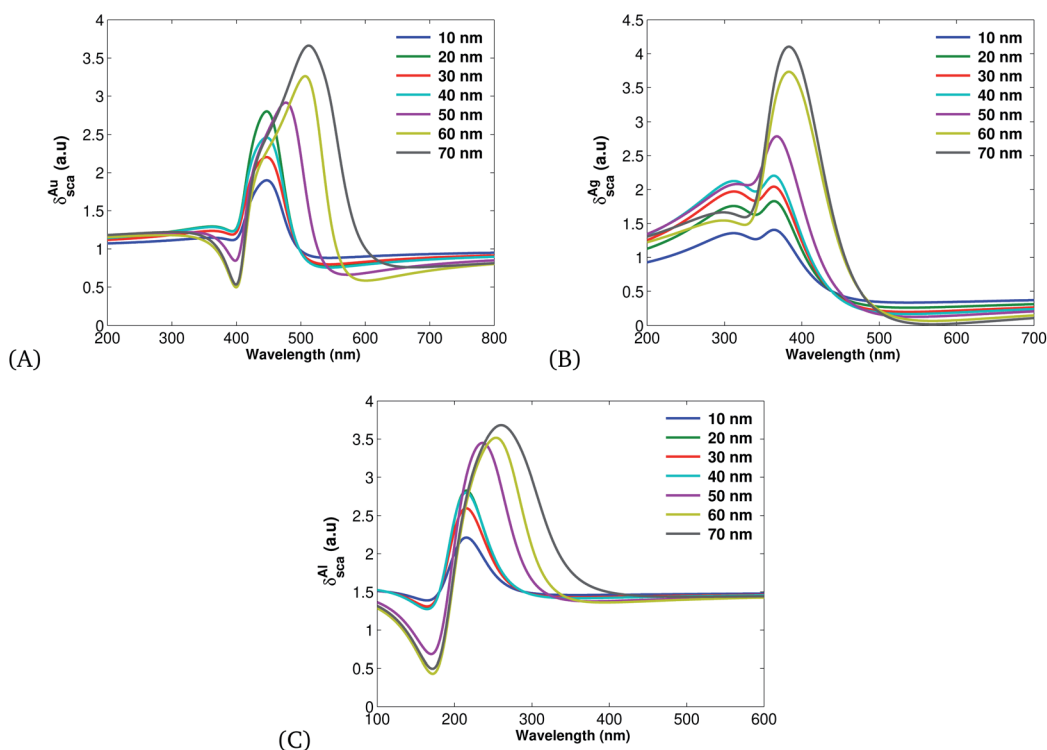 4
3.5
3
2.5
2
1.5
1
0.5
0
200 300 400 500 600 700 800
Wavelength (nm)
δ^Au_sca (a.u)
10 nm
20 nm
30 nm
40 nm
50 nm
60 nm
70 nm
(A)
4.5
4
3.5
3
2.5
2
1.5
1
0.5
0
200 300 400 500 600 700
Wavelength (nm)
δ^Ag_sca (a.u)
10 nm
20 nm
30 nm
40 nm
50 nm
60 nm
70 nm
(B)
4
3.5
3
2.5
2
1.5
1
0.5
0
100 200 300 400 500 600
Wavelength (nm)
δ^Al_sca (a.u)
10 nm
20 nm
30 nm
40 nm
50 nm
60 nm
70 nm
(C)